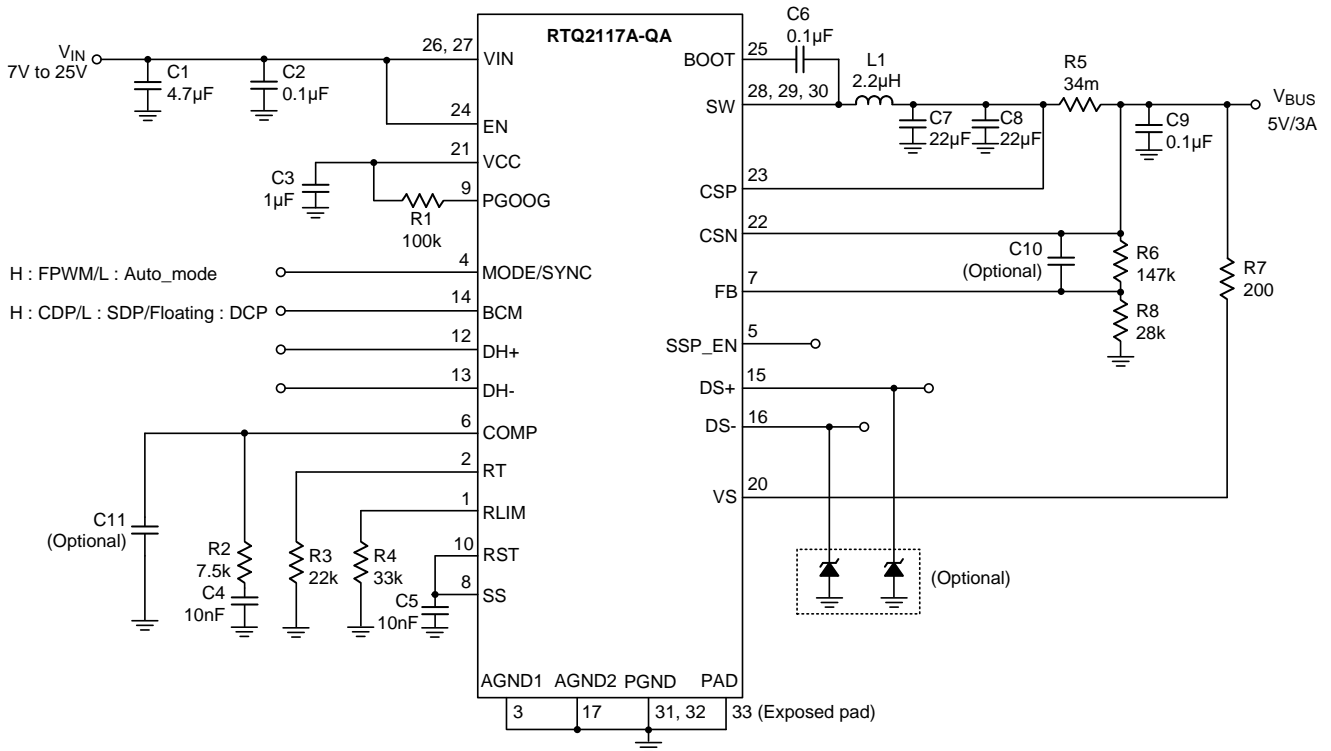 RTQ2117A-QA
VIN
7V to 25V
C1
4.7µF
C2
0.1µF
26, 27
VIN
24
EN
21
VCC
C3
1µF
9
PGOOG
R1
100k
H : FPWM/L : Auto_mode
4
MODE/SYNC
H : CDP/L : SDP/Floating : DCP
14
BCM
12
DH+
13
DH-
6
COMP
2
RT
1
RLIM
C11
(Optional)
R2
7.5k
C4
10nF
R3
22k
R4
33k
10
RST
8
SS
C5
10nF
AGND1
AGND2
PGND
PAD
3
17
31, 32
33 (Exposed pad)
BOOT
25
C6
0.1µF
SW
28, 29, 30
L1
2.2µH
C7
22µF
C8
22µF
R5
34m
C9
0.1µF
VBUS
5V/3A
CSP
23
CSN
22
C10
(Optional)
R6
147k
R7
200
FB
7
R8
28k
SSP_EN
5
DS+
15
DS-
16
VS
20
(Optional)